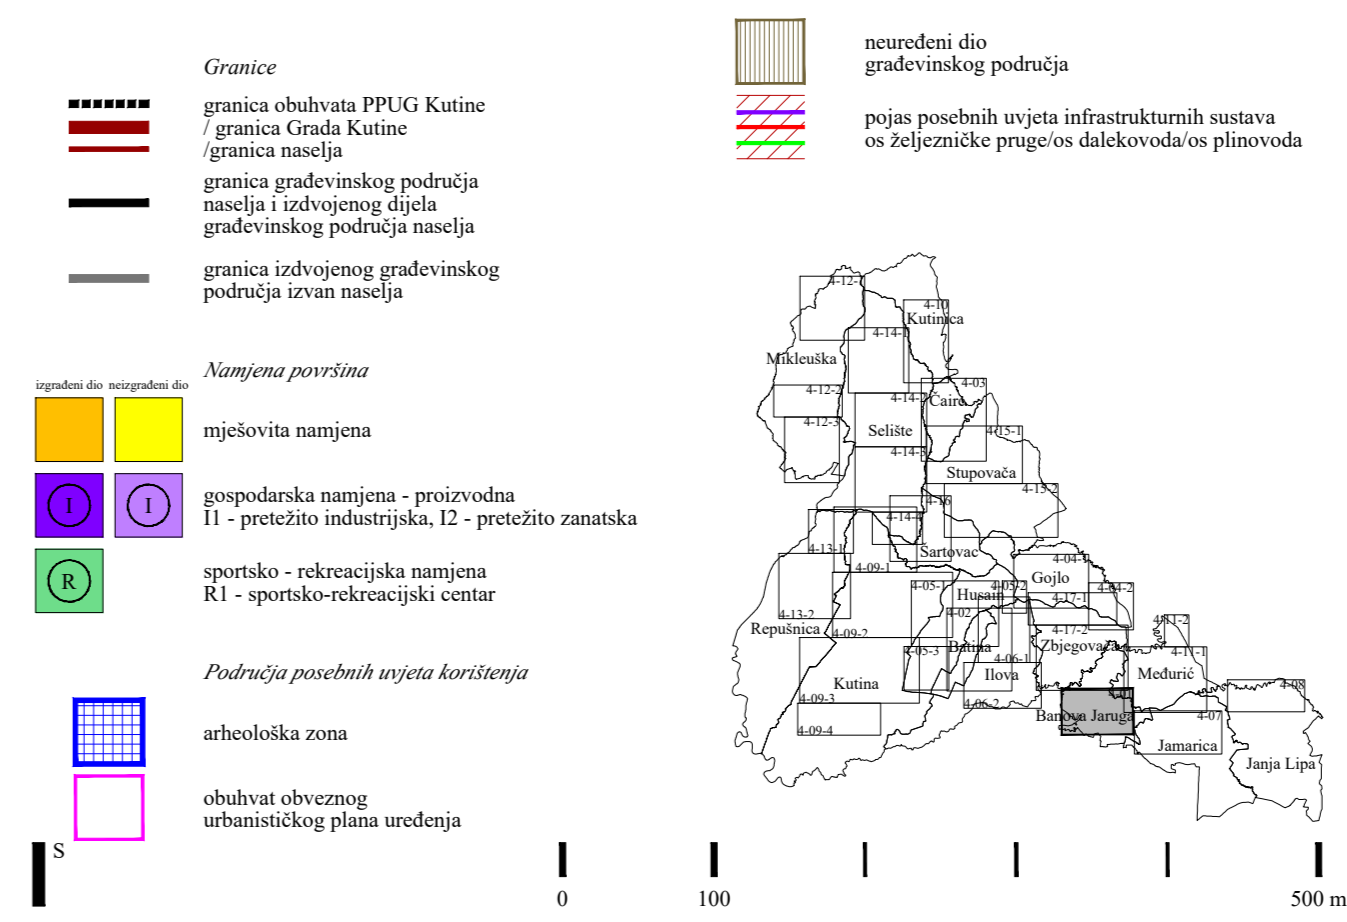 Granice
granica obuhvata PPUG Kutine
/ granica Grada Kutine
/granica naselja
granica građevinskog područja
naselja i izdvojenog dijela
građevinskog područja naselja
granica izdvojenog građevinskog
područja izvan naselja
Namjena površina
izgrađeni dio neizgrađeni dio
mješovita namjena
I I
gospodarska namjena - proizvodna
I1 - pretežito industrijska, I2 - pretežito zanatska
R
sportsko - rekreacijska namjena
R1 - sportsko-rekreacijski centar
Područja posebnih uvjeta korištenja
arheološka zona
obuhvat obveznog
urbanističkog plana uređenja
neuređeni dio
građevinskog područja
pojas posebnih uvjeta infrastrukturnih sustava
os željezničke pruge/os dalekovoda/os plinovoda
4-10
Kutinica
4-14-1
Mikleuška
4-03
4-12-2
4-14-2
4-12-3
Selište
4-15-1
4-14-3
Stupovača
4-15-2
4-16
4-14-4
4-13-1
Šartovac
4-04-1
4-09-1
Gojlo
4-05-1
4-05-2
Husain
4-17-1
4-04-2
4-13-2
4-02
4-11-2
Repušnica
4-09-2
4-17-2
Zbjegovača
Batina
4-05-3
4-06-1
4-11-1
Ilova
Međurić
Kutina
4-08
4-09-3
4-06-2
Banova Jaruga
4-07
4-09-4
Jamarica
Janja Lipa
S
0
100
500 m